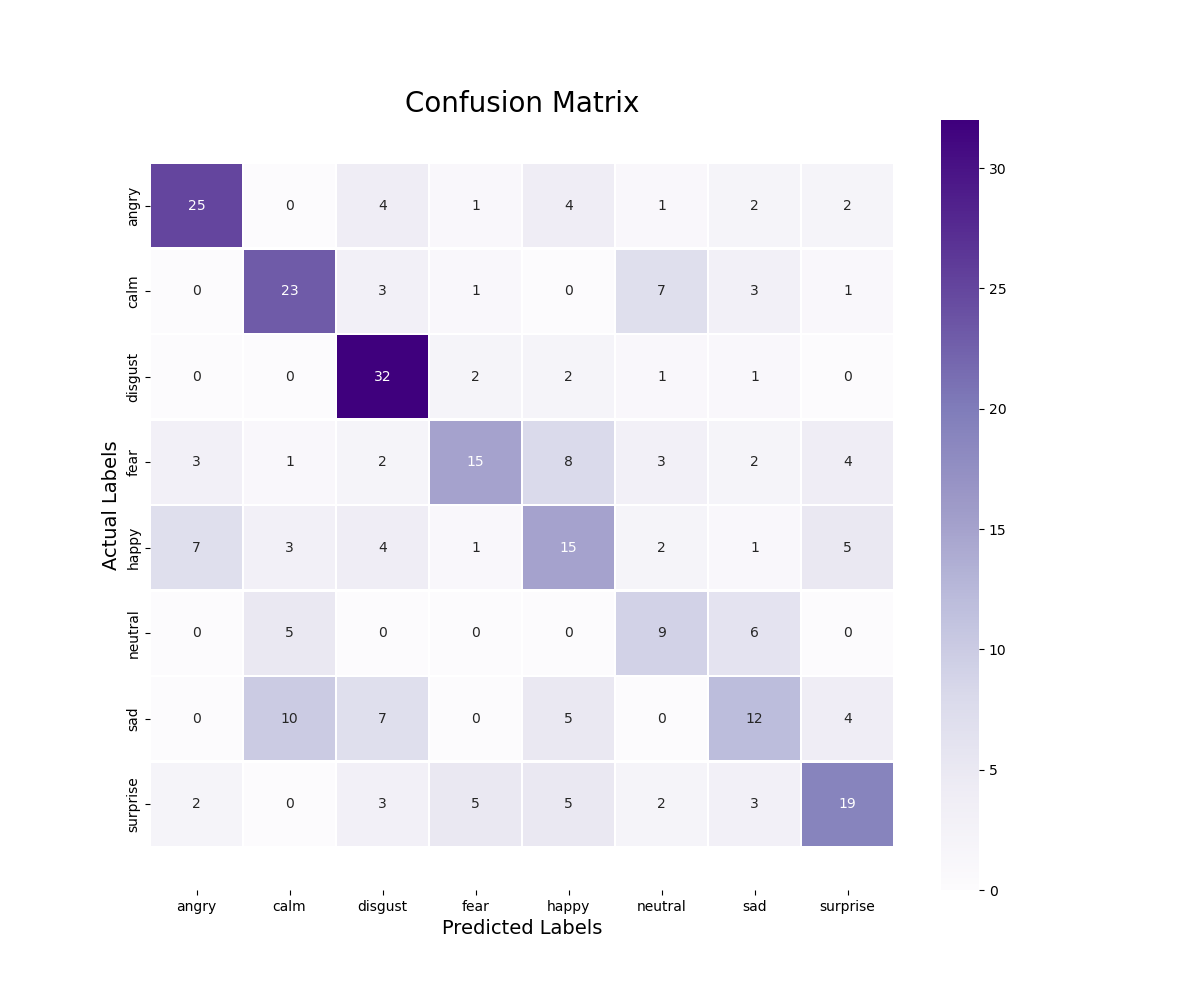 Confusion Matrix
angry 25 0 4 1 4 1 2 2
calm 0 23 3 1 0 7 3 1
disgust 0 0 32 2 2 1 1 0
fear 3 1 2 15 8 3 2 4
happy 7 3 4 1 15 2 1 5
neutral 0 5 0 0 0 9 6 0
sad 0 10 7 0 5 0 12 4
surprise 2 0 3 5 5 2 3 19
Actual Labels
angry calm disgust fear happy neutral sad surprise
Predicted Labels
30
25
20
15
10
5
0